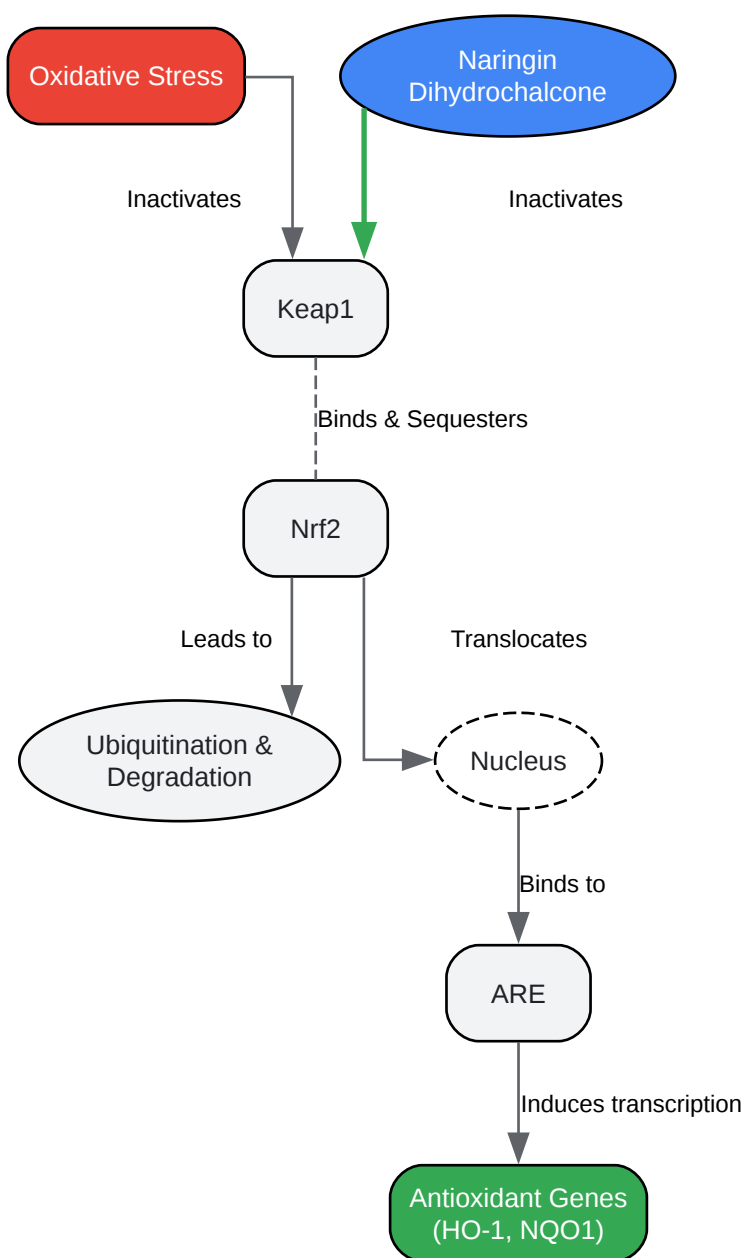 Oxidative Stress
Naringin
Dihydrochalcone
Inactivates
Inactivates
Keap1
Binds & Sequesters
Nrf2
Leads to
Translocates
Ubiquitination &
Degradation
Nucleus
Binds to
ARE
Induces transcription
Antioxidant Genes
(HO-1, NQO1)